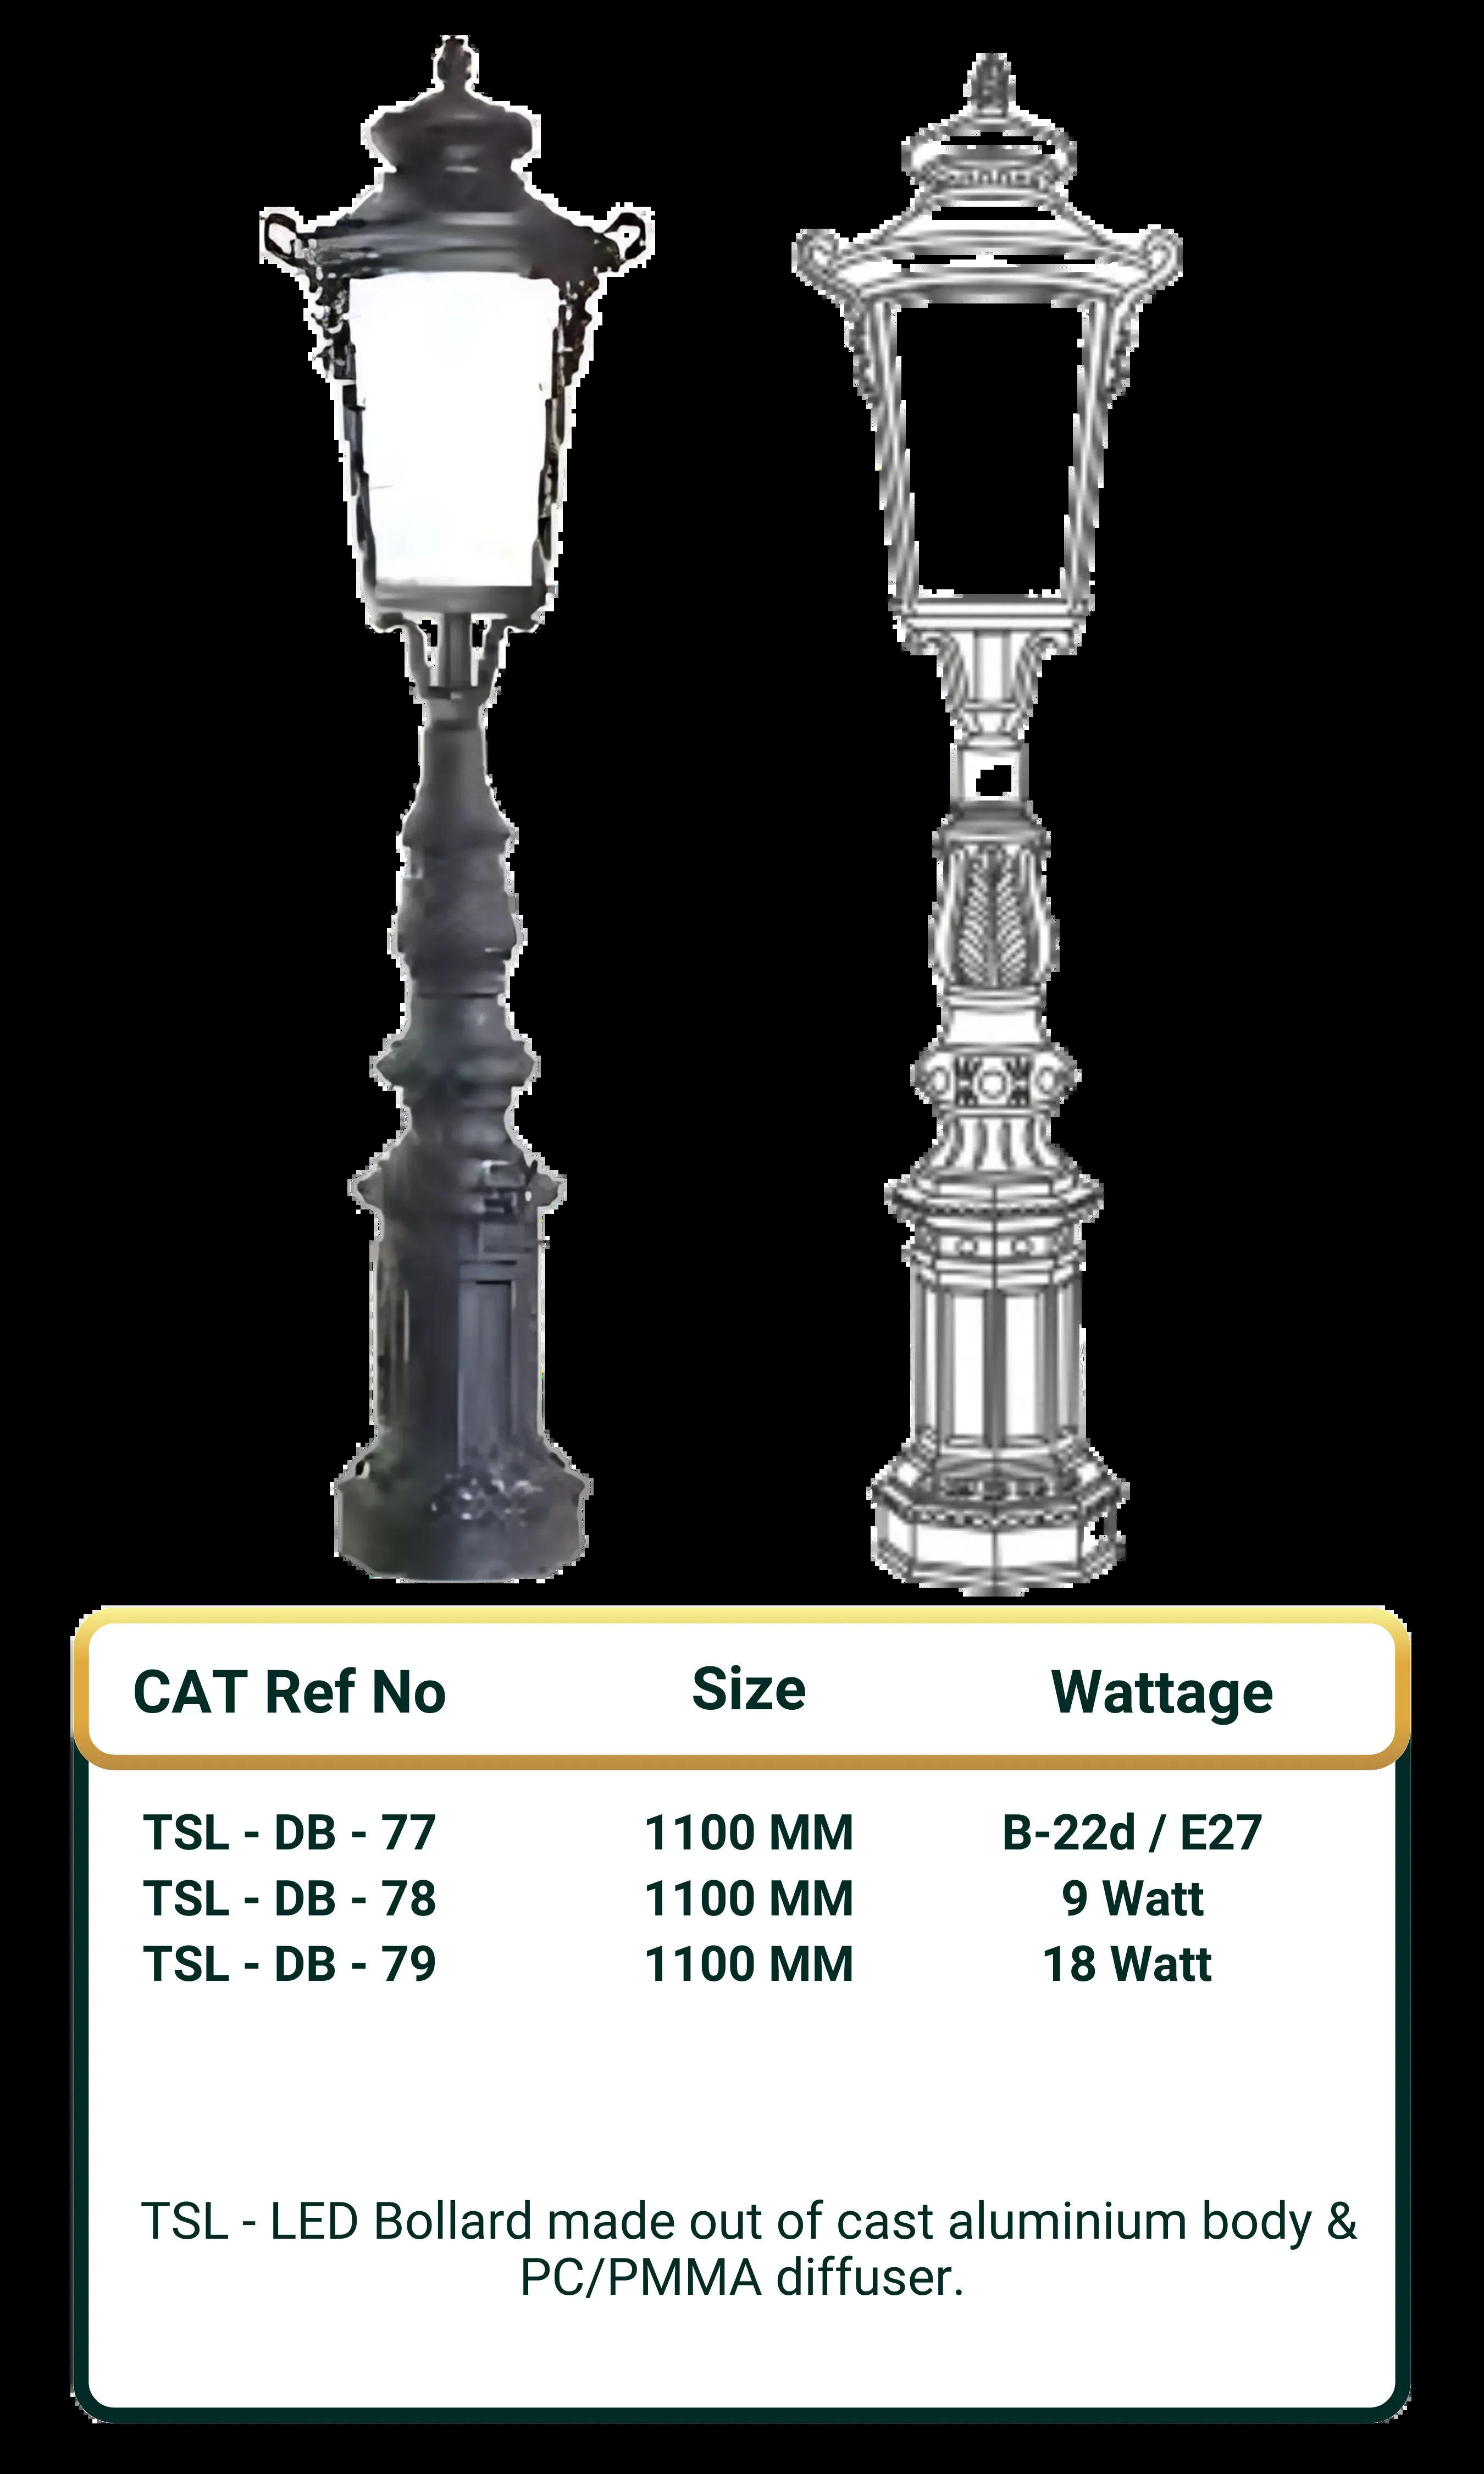 CAT Ref No Size Wattage
TSL - DB - 77 1100 MM B-22d / E27
TSL - DB - 78 1100 MM 9 Watt
TSL - DB - 79 1100 MM 18 Watt
TSL - LED Bollard made out of cast aluminium body &
PC/PMMA diffuser.